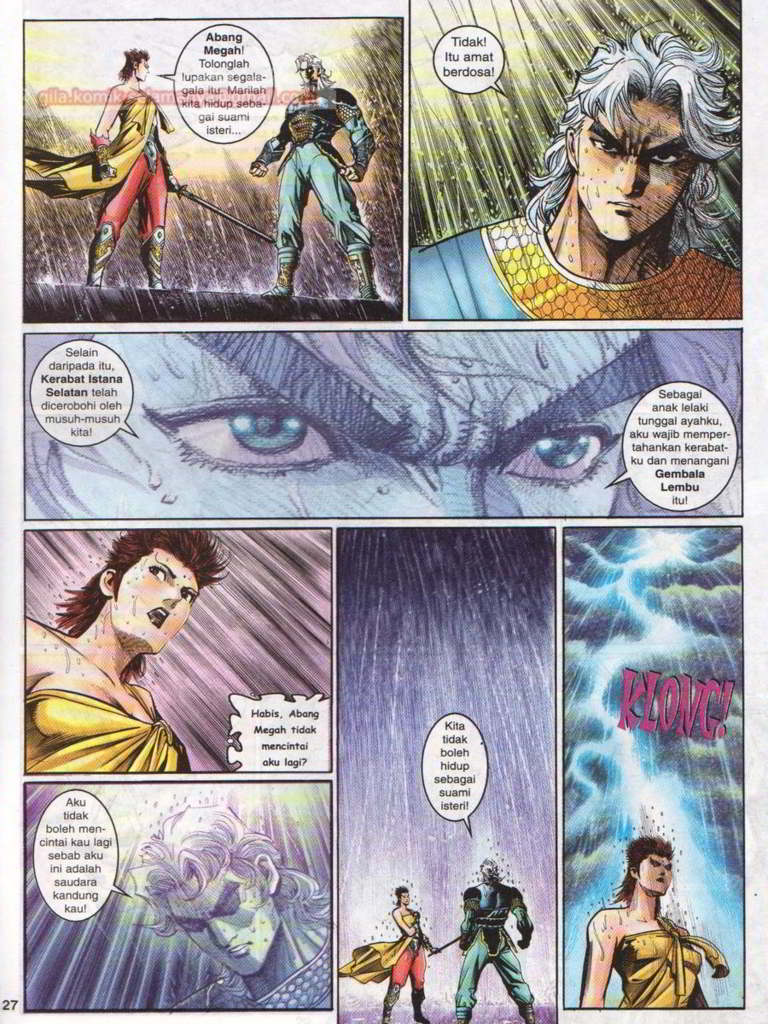 Abang
Megah!
Tolonglah
lupakan segala-
gala itu. Marilah
kita hidup seba-
gai suami
isteri...
Tidak!
Itu amat
berdosa!
Selain
daripada itu,
Kerabat Istana
Selatan telah
dicerobohi oleh
musuh-musuh
kita!
Sebagai
anak lelaki
tunggal ayahku,
aku wajib memper-
tahankan kerabat-
ku dan menangani
Gembala
Lembu
itu!
Habis, Abang
Megah tidak
mencintai
aku lagi?
Aku
tidak
boleh men-
cintai kau lagi
sebab aku
ini adalah
saudara
kandung
kau!
Kita
tidak
boleh
hidup
sebagai
suami
isteri!
KLONG!
27